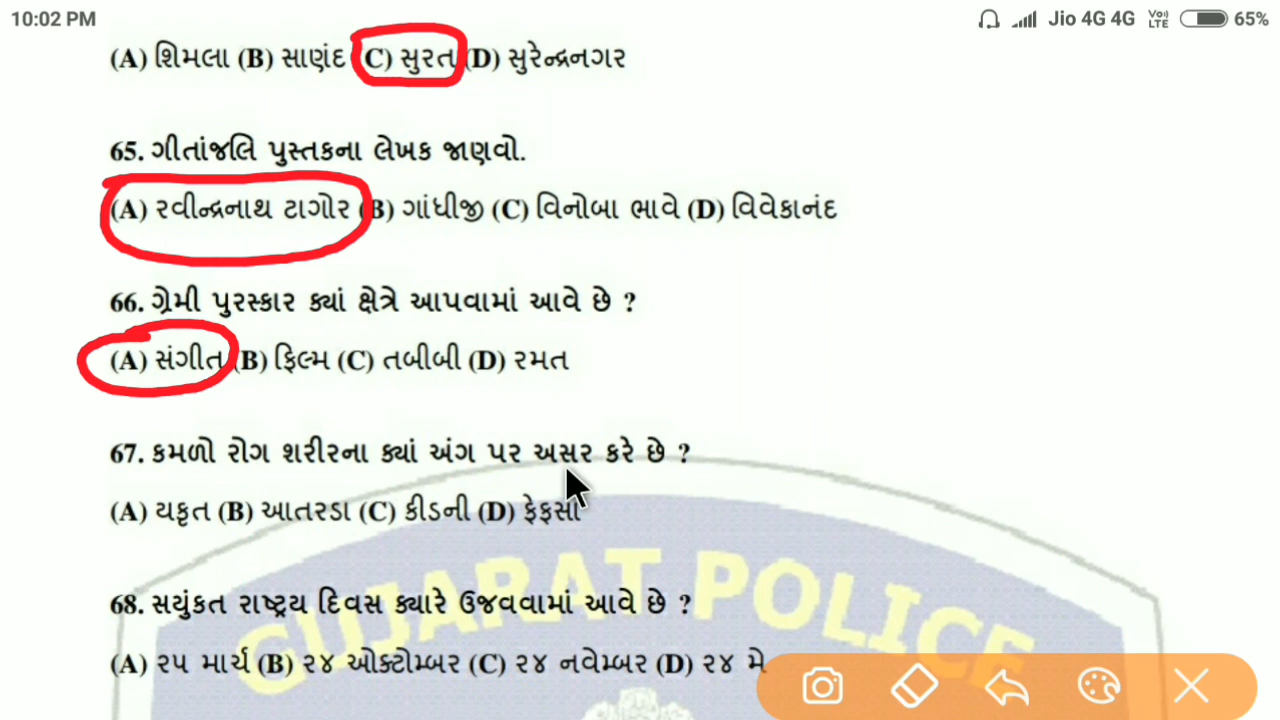 10:02 PM Jio 4G 4G VoLTE 65%
(A) શિમલા (B) સાણંદ (C) સુરત (D) સુરેન્દ્રનગર
65. ગીતાંજલિ પુસ્તકના લેખક જાણવો.
(A) રવીન્દ્રનાથ ટાગોર (B) ગાંધીજી (C) વિનોબા ભાવે (D) વિવેકાનંદ
66. ગ્રેમી પુરસ્કાર ક્યાં ક્ષેત્રે આપવામાં આવે છે ?
(A) સંગીત (B) ફિલ્મ (C) તબીબી (D) રમત
67. કમળો રોગ શરીરના ક્યાં અંગ પર અસર કરે છે ?
(A) યકૃત (B) આતરડા (C) કીડની (D) ફેફસા
68. સયુંકત રાષ્ટ્રય દિવસ ક્યારે ઉજવવામાં આવે છે ?
(A) ૨૫ માર્ચ (B) ૨૪ ઓક્ટોમ્બર (C) ૨૪ નવેમ્બર (D) ૨૪ મે
GUJARAT POLICE